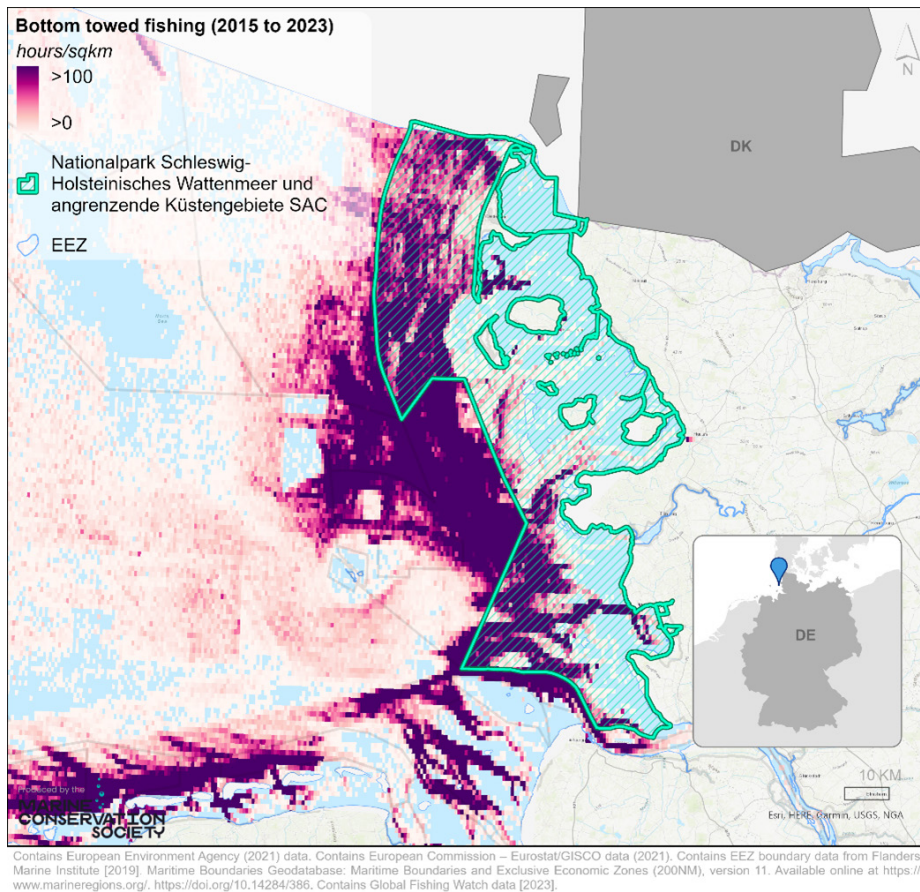 Bottom towed fishing (2015 to 2023)
hours/sqkm
>100
>0
Nationalpark Schleswig-
Holsteinisches Wattenmeer und
angrenzende Küstengebiete SAC
EEZ
N
DK
DE
10 KM
Esri, HERE, Garmin, USGS, NGA
Produced by the
MARINE
CONSERVATION
SOCIETY
Contains European Environment Agency (2021) data. Contains European Commission – Eurostat/GISCO data (2021). Contains EEZ boundary data from Flanders
Marine Institute [2019]. Maritime Boundaries Geodatabase: Maritime Boundaries and Exclusive Economic Zones (200NM), version 11. Available online at https:/
www.marineregions.org/. https://doi.org/10.14284/386. Contains Global Fishing Watch data [2023].